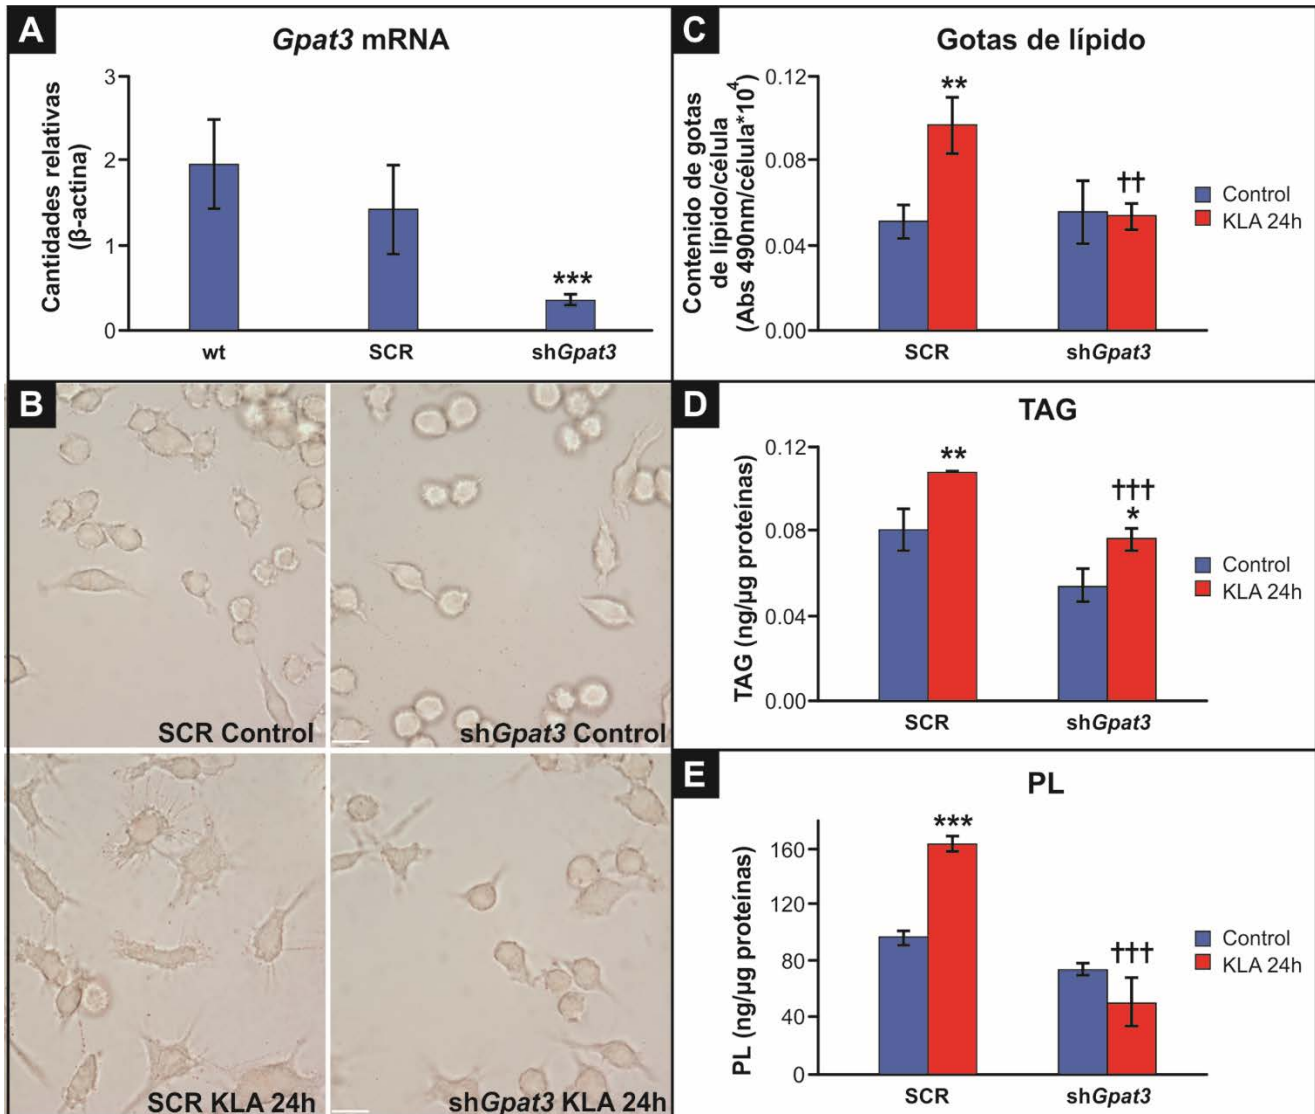 A
Gpat3 mRNA
Cantidades relativas
(β-actina)
3
2
1
0
***
wt
SCR
shGpat3
B
SCR Control
shGpat3 Control
SCR KLA 24h
shGpat3 KLA 24h
C
Gotas de lípido
Contenido de gotas
de lípido/célula
(Abs 490nm/célula*10⁴)
0.12
0.08
0.04
0.00
**
††
SCR
shGpat3
Control
KLA 24h
D
TAG
TAG (ng/µg proteínas)
0.12
0.08
0.04
0.00
**
†††
*
SCR
shGpat3
Control
KLA 24h
E
PL
PL (ng/µg proteínas)
160
120
80
40
0
***
†††
SCR
shGpat3
Control
KLA 24h